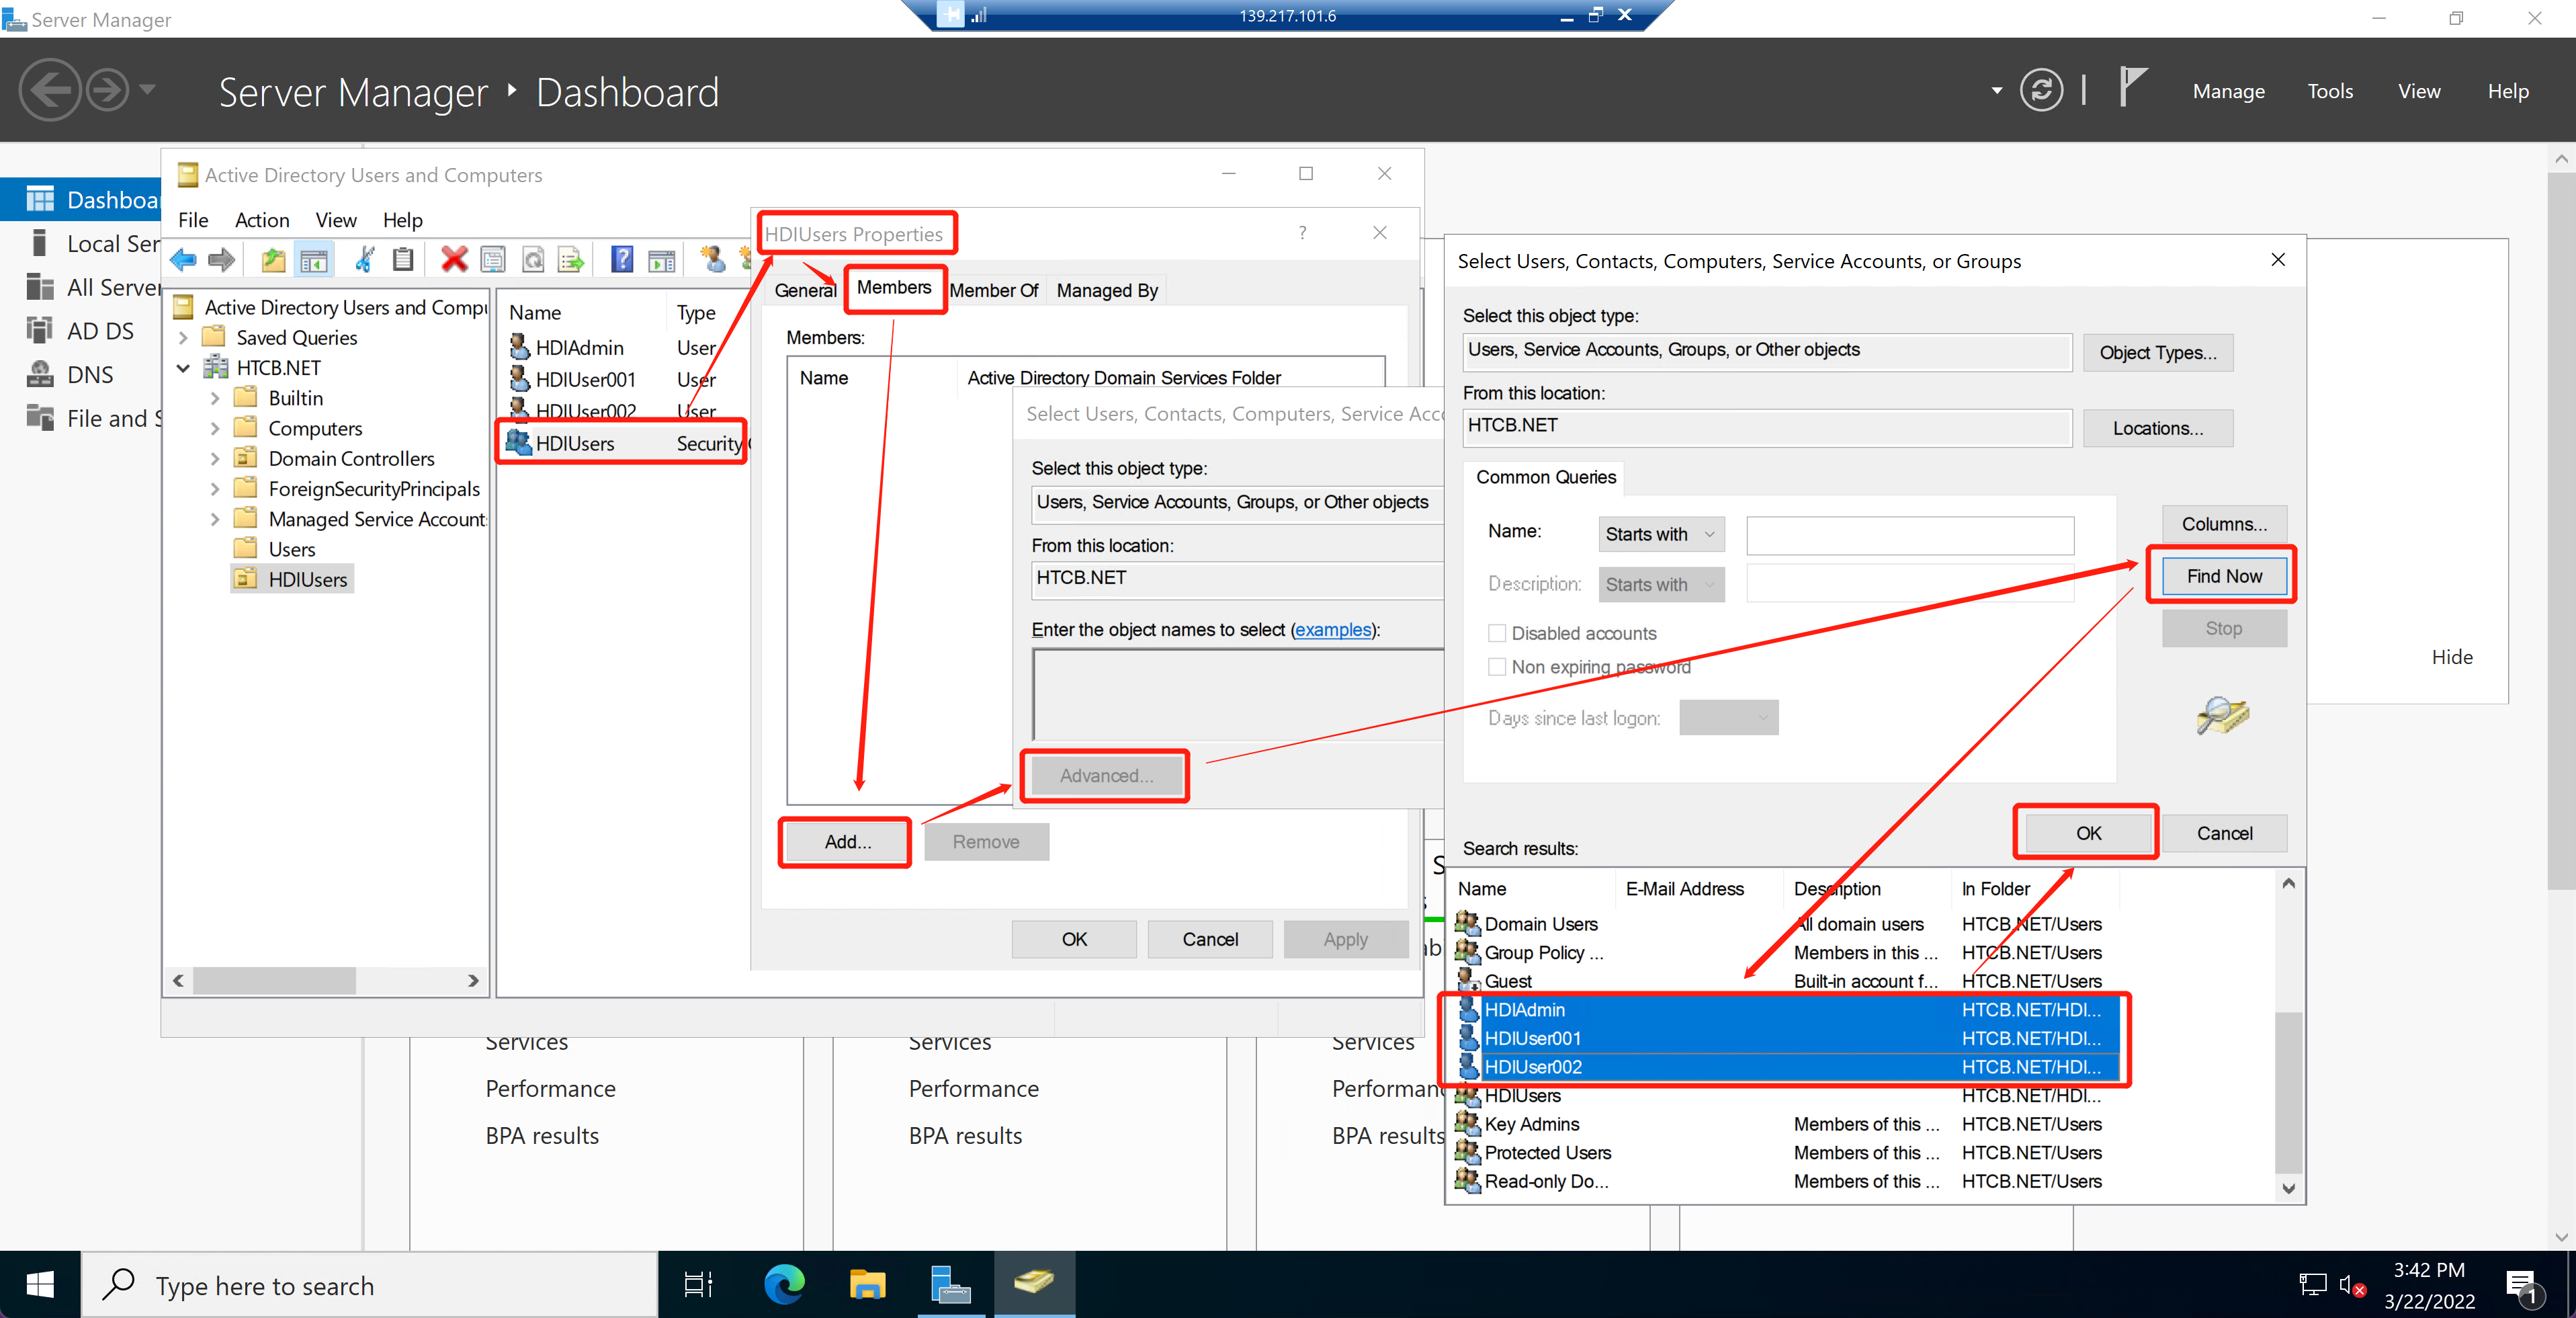 Server Manager
139.217.101.6
Server Manager ‣ Dashboard
Manage
Tools
View
Help
Dashboa
Local Ser
All Server
AD DS
DNS
File and S
Active Directory Users and Computers
File
Action
View
Help
Active Directory Users and Compu
Saved Queries
HTCB.NET
Builtin
Computers
Domain Controllers
ForeignSecurityPrincipals
Managed Service Account
Users
HDIUsers
Name Type
HDIAdmin User
HDIUser001 User
HDIUser002 User
HDIUsers Security
HDIUsers Properties
?
General
Members
Member Of
Managed By
Members:
Name
Active Directory Domain Services Folder
Add...
Remove
OK
Cancel
Apply
Select Users, Contacts, Computers, Service Acc
Select this object type:
Users, Service Accounts, Groups, or Other objects
From this location:
HTCB.NET
Enter the object names to select (examples):
Advanced...
Select Users, Contacts, Computers, Service Accounts, or Groups
Select this object type:
Users, Service Accounts, Groups, or Other objects
Object Types...
From this location:
HTCB.NET
Locations...
Common Queries
Name:
Starts with
Description:
Starts with
Disabled accounts
Non expiring password
Days since last logon:
Columns...
Find Now
Stop
OK
Cancel
Search results:
Name E-Mail Address Description In Folder
Domain Users All domain users HTCB.NET/Users
Group Policy ... Members in this ... HTCB.NET/Users
Guest Built-in account f... HTCB.NET/Users
HDIAdmin HTCB.NET/HDI...
HDIUser001 HTCB.NET/HDI...
HDIUser002 HTCB.NET/HDI...
HDIUsers HTCB.NET/HDI...
Key Admins Members of this ... HTCB.NET/Users
Protected Users Members of this ... HTCB.NET/Users
Read-only Do... Members of this ... HTCB.NET/Users
Hide
Services
Performance
BPA results
Services
Performance
BPA results
Services
Performanc
BPA results
Type here to search
3:42 PM
3/22/2022
1